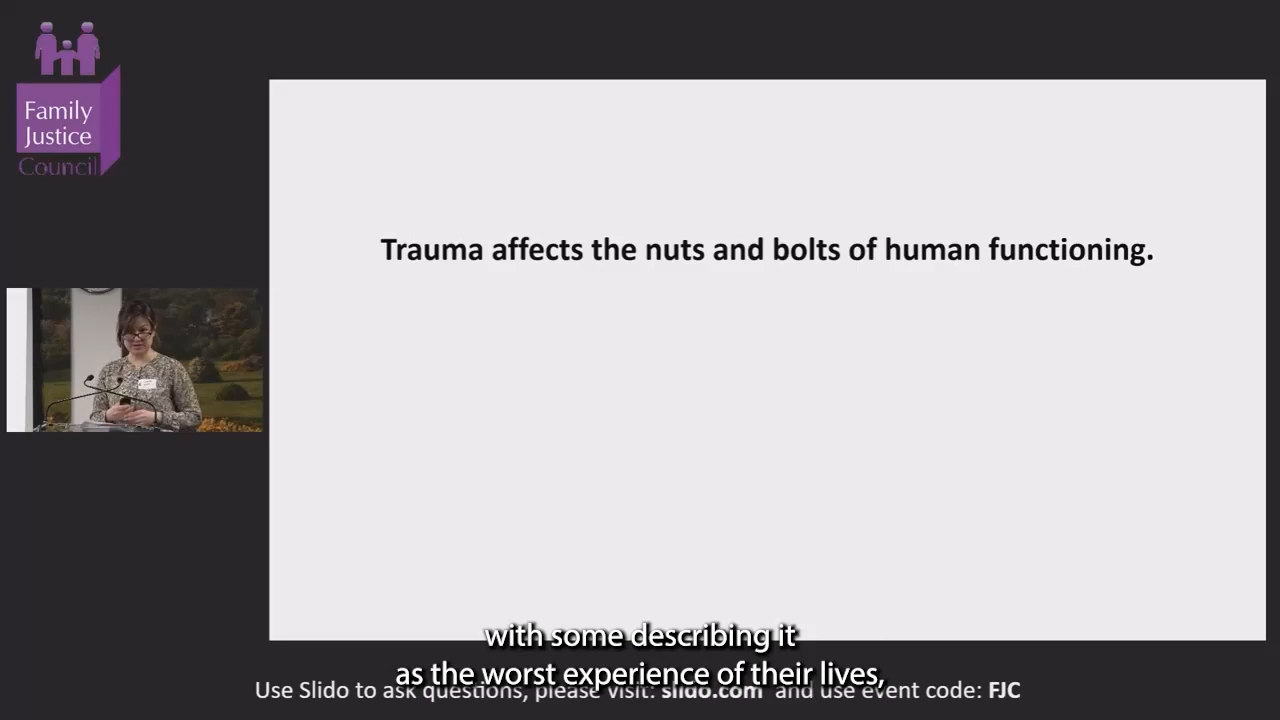 Family
Justice
Council
Trauma affects the nuts and bolts of human functioning.
with some describing it
as the worst experience of their lives,
Use Slido to ask questions, please visit: slido.com and use event code: FJC